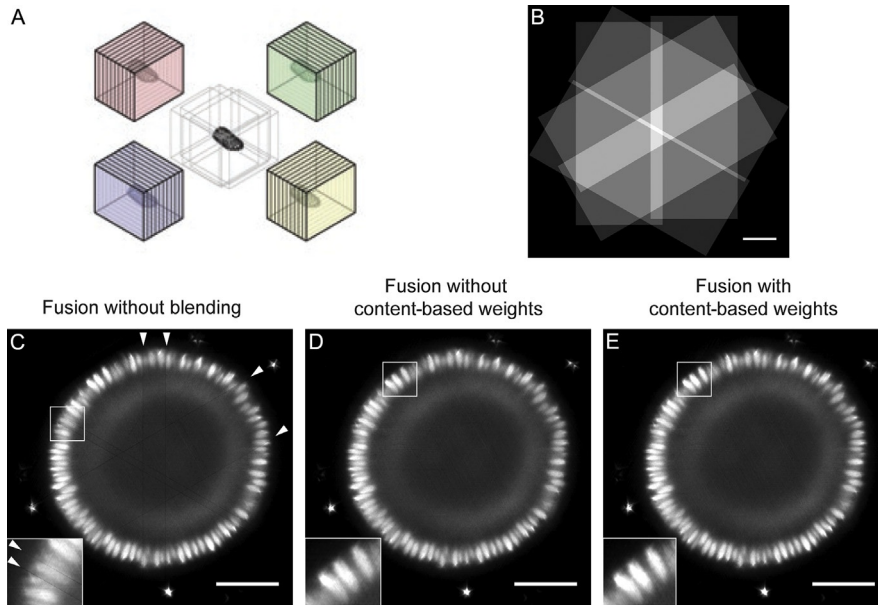 A
B
Fusion without blending
Fusion without
content-based weights
Fusion with
content-based weights
C
D
E